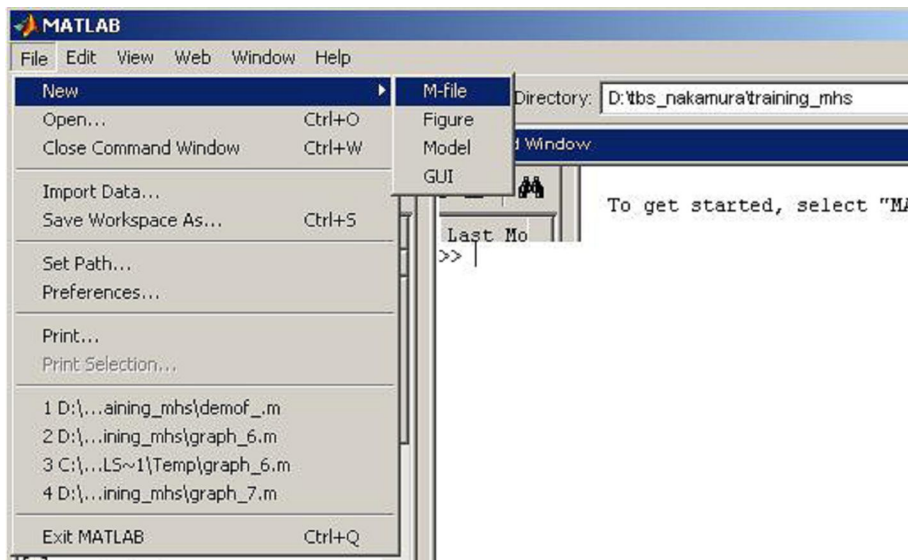 MATLAB
File Edit View Web Window Help
New
Open... Ctrl+O
Close Command Window Ctrl+W
Import Data...
Save Workspace As... Ctrl+S
Set Path...
Preferences...
Print...
Print Selection...
1 D:\...aining_mhs\demof_.m
2 D:\...ining_mhs\graph_6.m
3 C:\...LS~1\Temp\graph_6.m
4 D:\...ining_mhs\graph_7.m
Exit MATLAB Ctrl+Q
M-file
Figure
Model
GUI
Directory: D:\tbs_nakamura\training_mhs
d Window
To get started, select "MA
Last Mo
>>